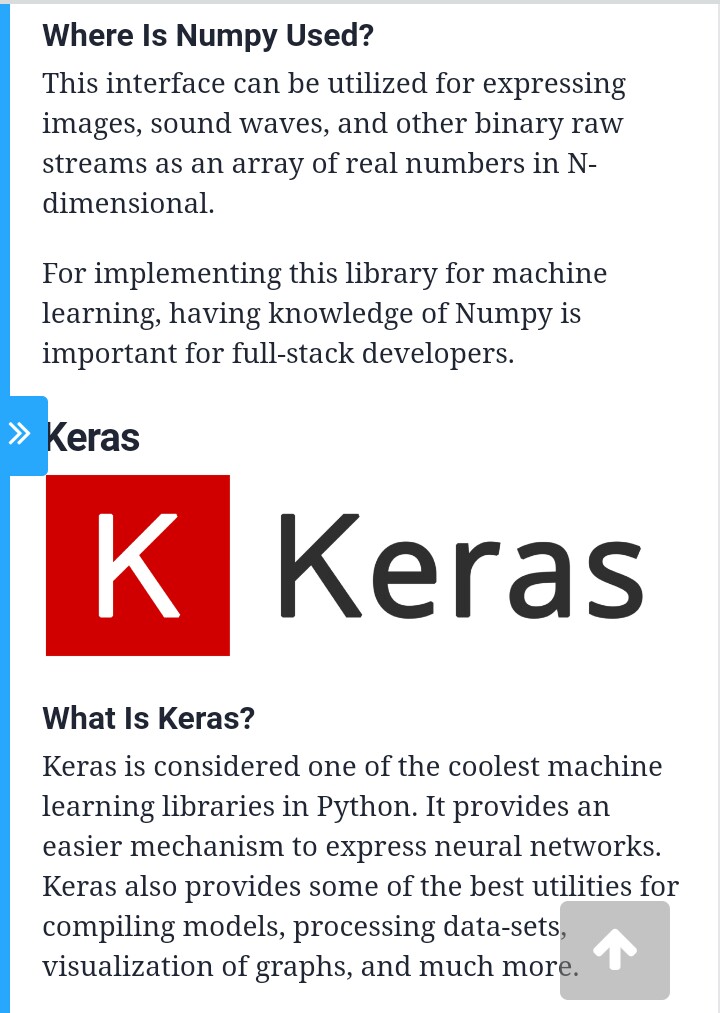 Where Is Numpy Used?
This interface can be utilized for expressing
images, sound waves, and other binary raw
streams as an array of real numbers in N-
dimensional.
For implementing this library for machine
learning, having knowledge of Numpy is
important for full-stack developers.
Keras
K Keras
What Is Keras?
Keras is considered one of the coolest machine
learning libraries in Python. It provides an
easier mechanism to express neural networks.
Keras also provides some of the best utilities for
compiling models, processing data-sets,
visualization of graphs, and much more.